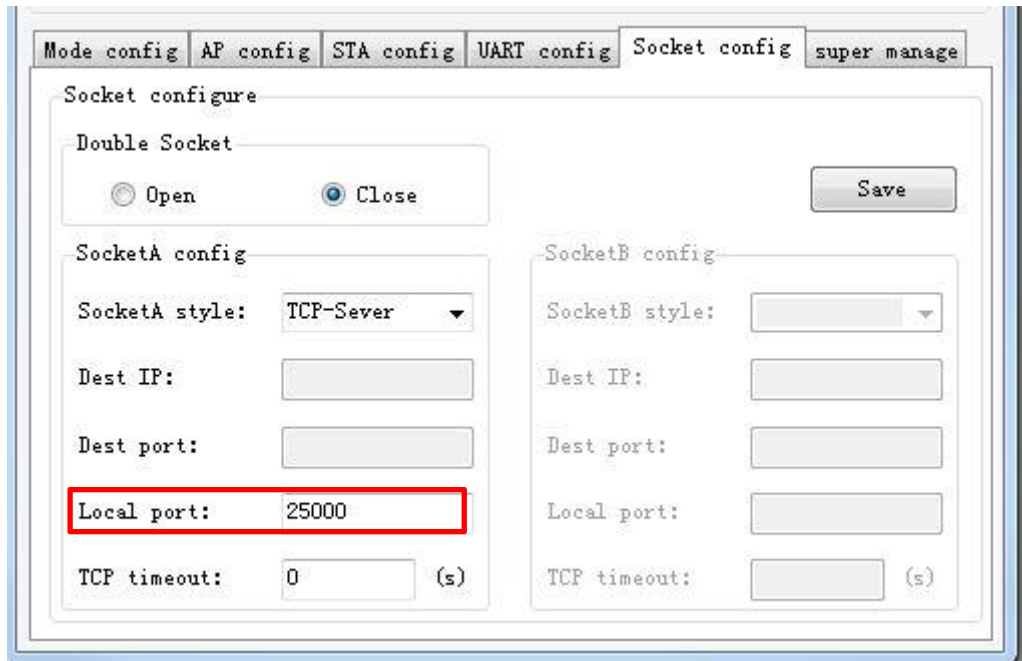 Mode config AP config STA config UART config Socket config super manage
Socket configure
Double Socket
Open Close
Save
SocketA config
SocketA style: TCP-Sever
Dest IP:
Dest port:
Local port: 25000
TCP timeout: 0 (s)
SocketB config
SocketB style:
Dest IP:
Dest port:
Local port:
TCP timeout: (s)